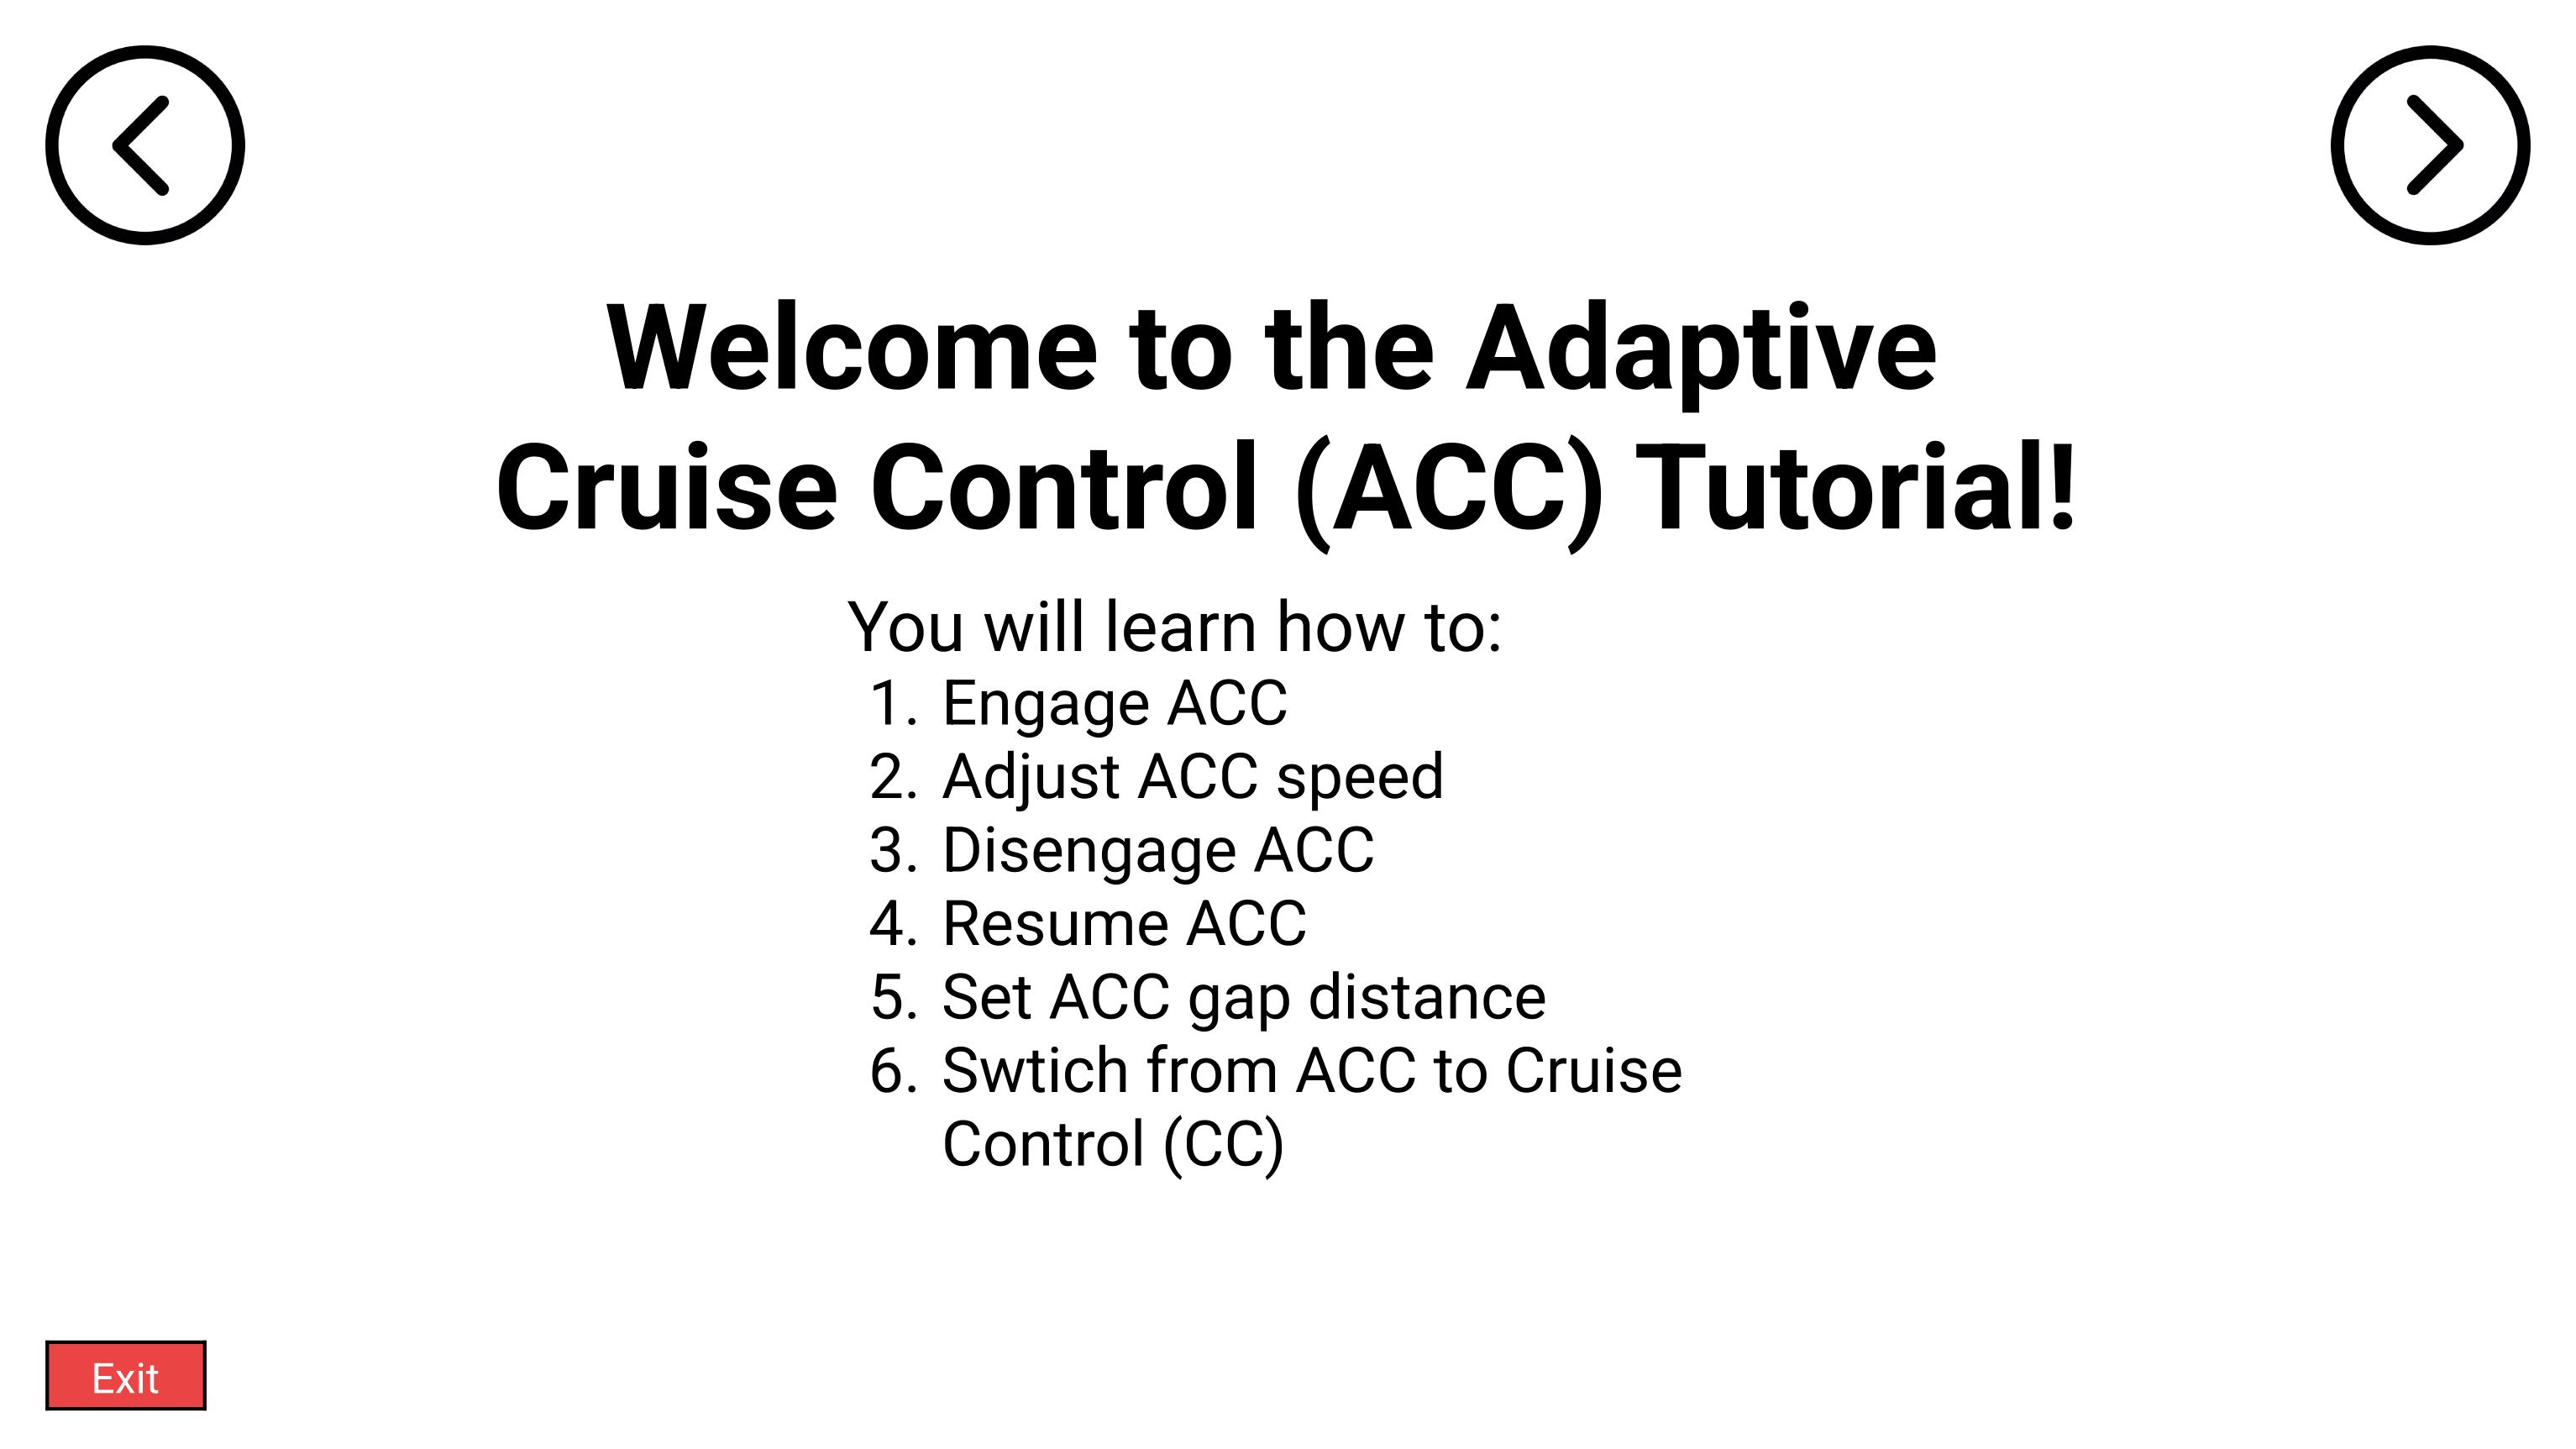 Welcome to the Adaptive
Cruise Control (ACC) Tutorial!
You will learn how to:
1. Engage ACC
2. Adjust ACC speed
3. Disengage ACC
4. Resume ACC
5. Set ACC gap distance
6. Swtich from ACC to Cruise
Control (CC)
Exit